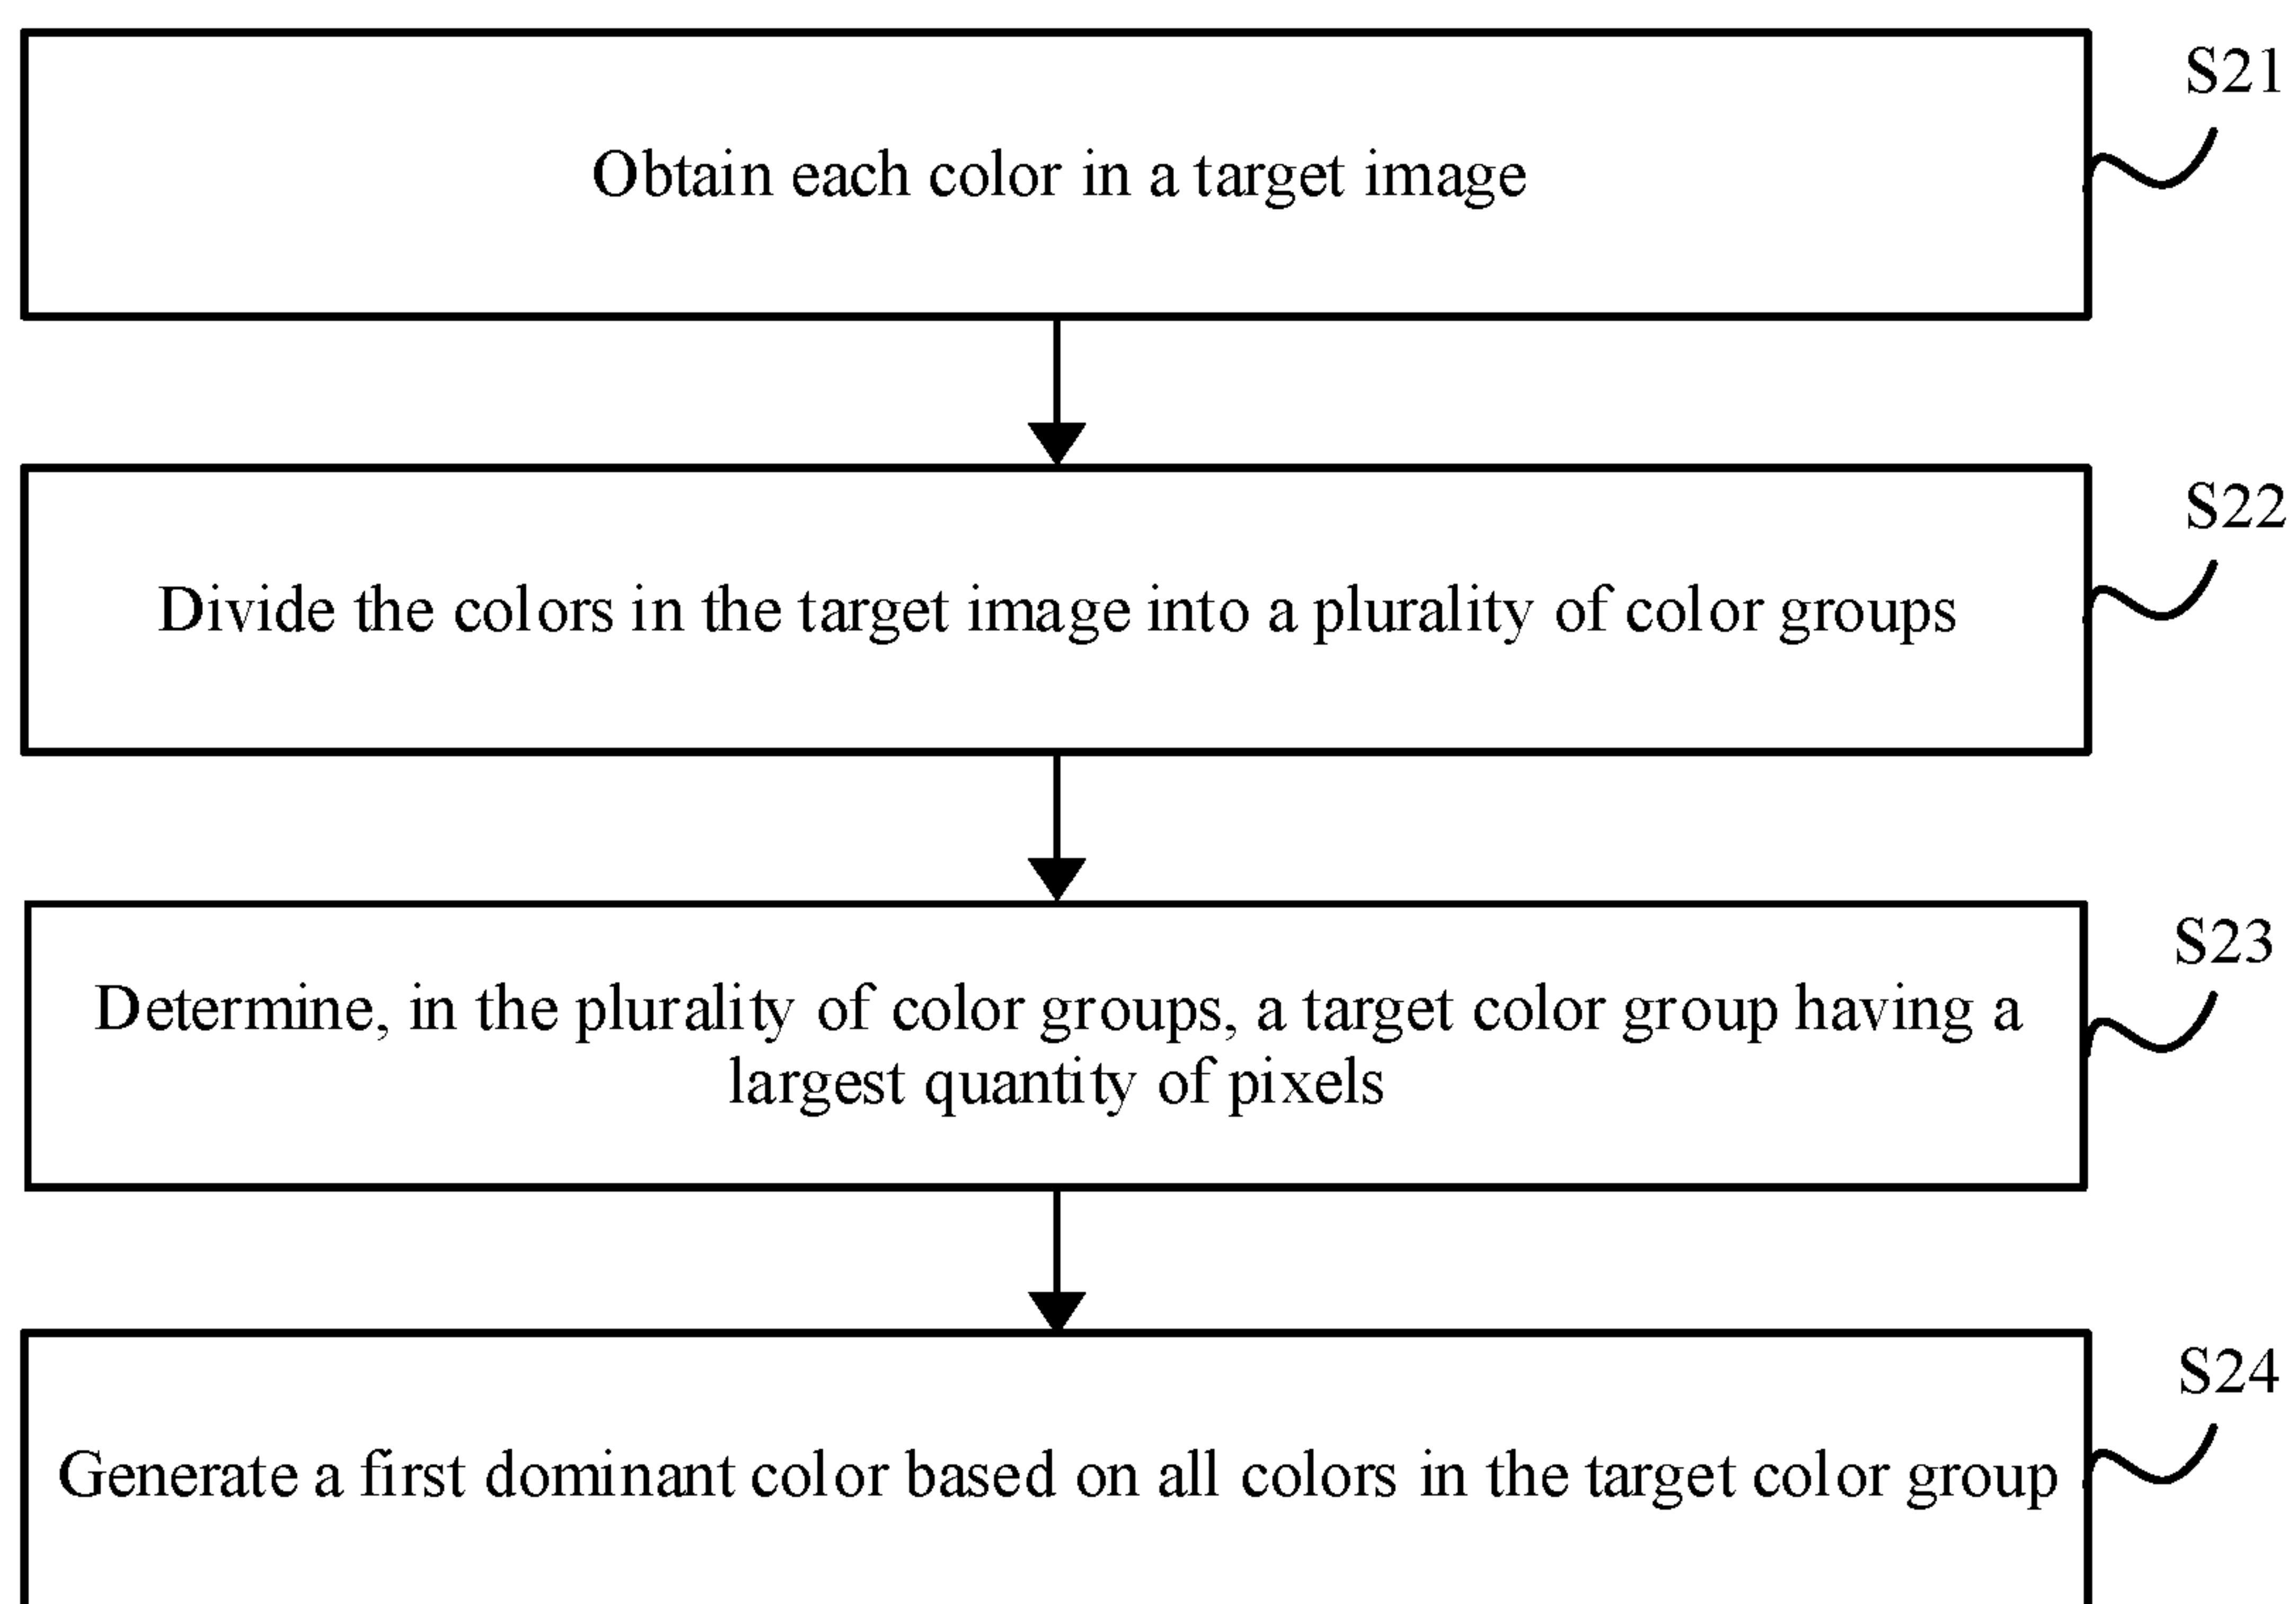 S21
Obtain each color in a target image
S22
Divide the colors in the target image into a plurality of color groups
S23
Determine, in the plurality of color groups, a target color group having a
largest quantity of pixels
S24
Generate a first dominant color based on all colors in the target color group